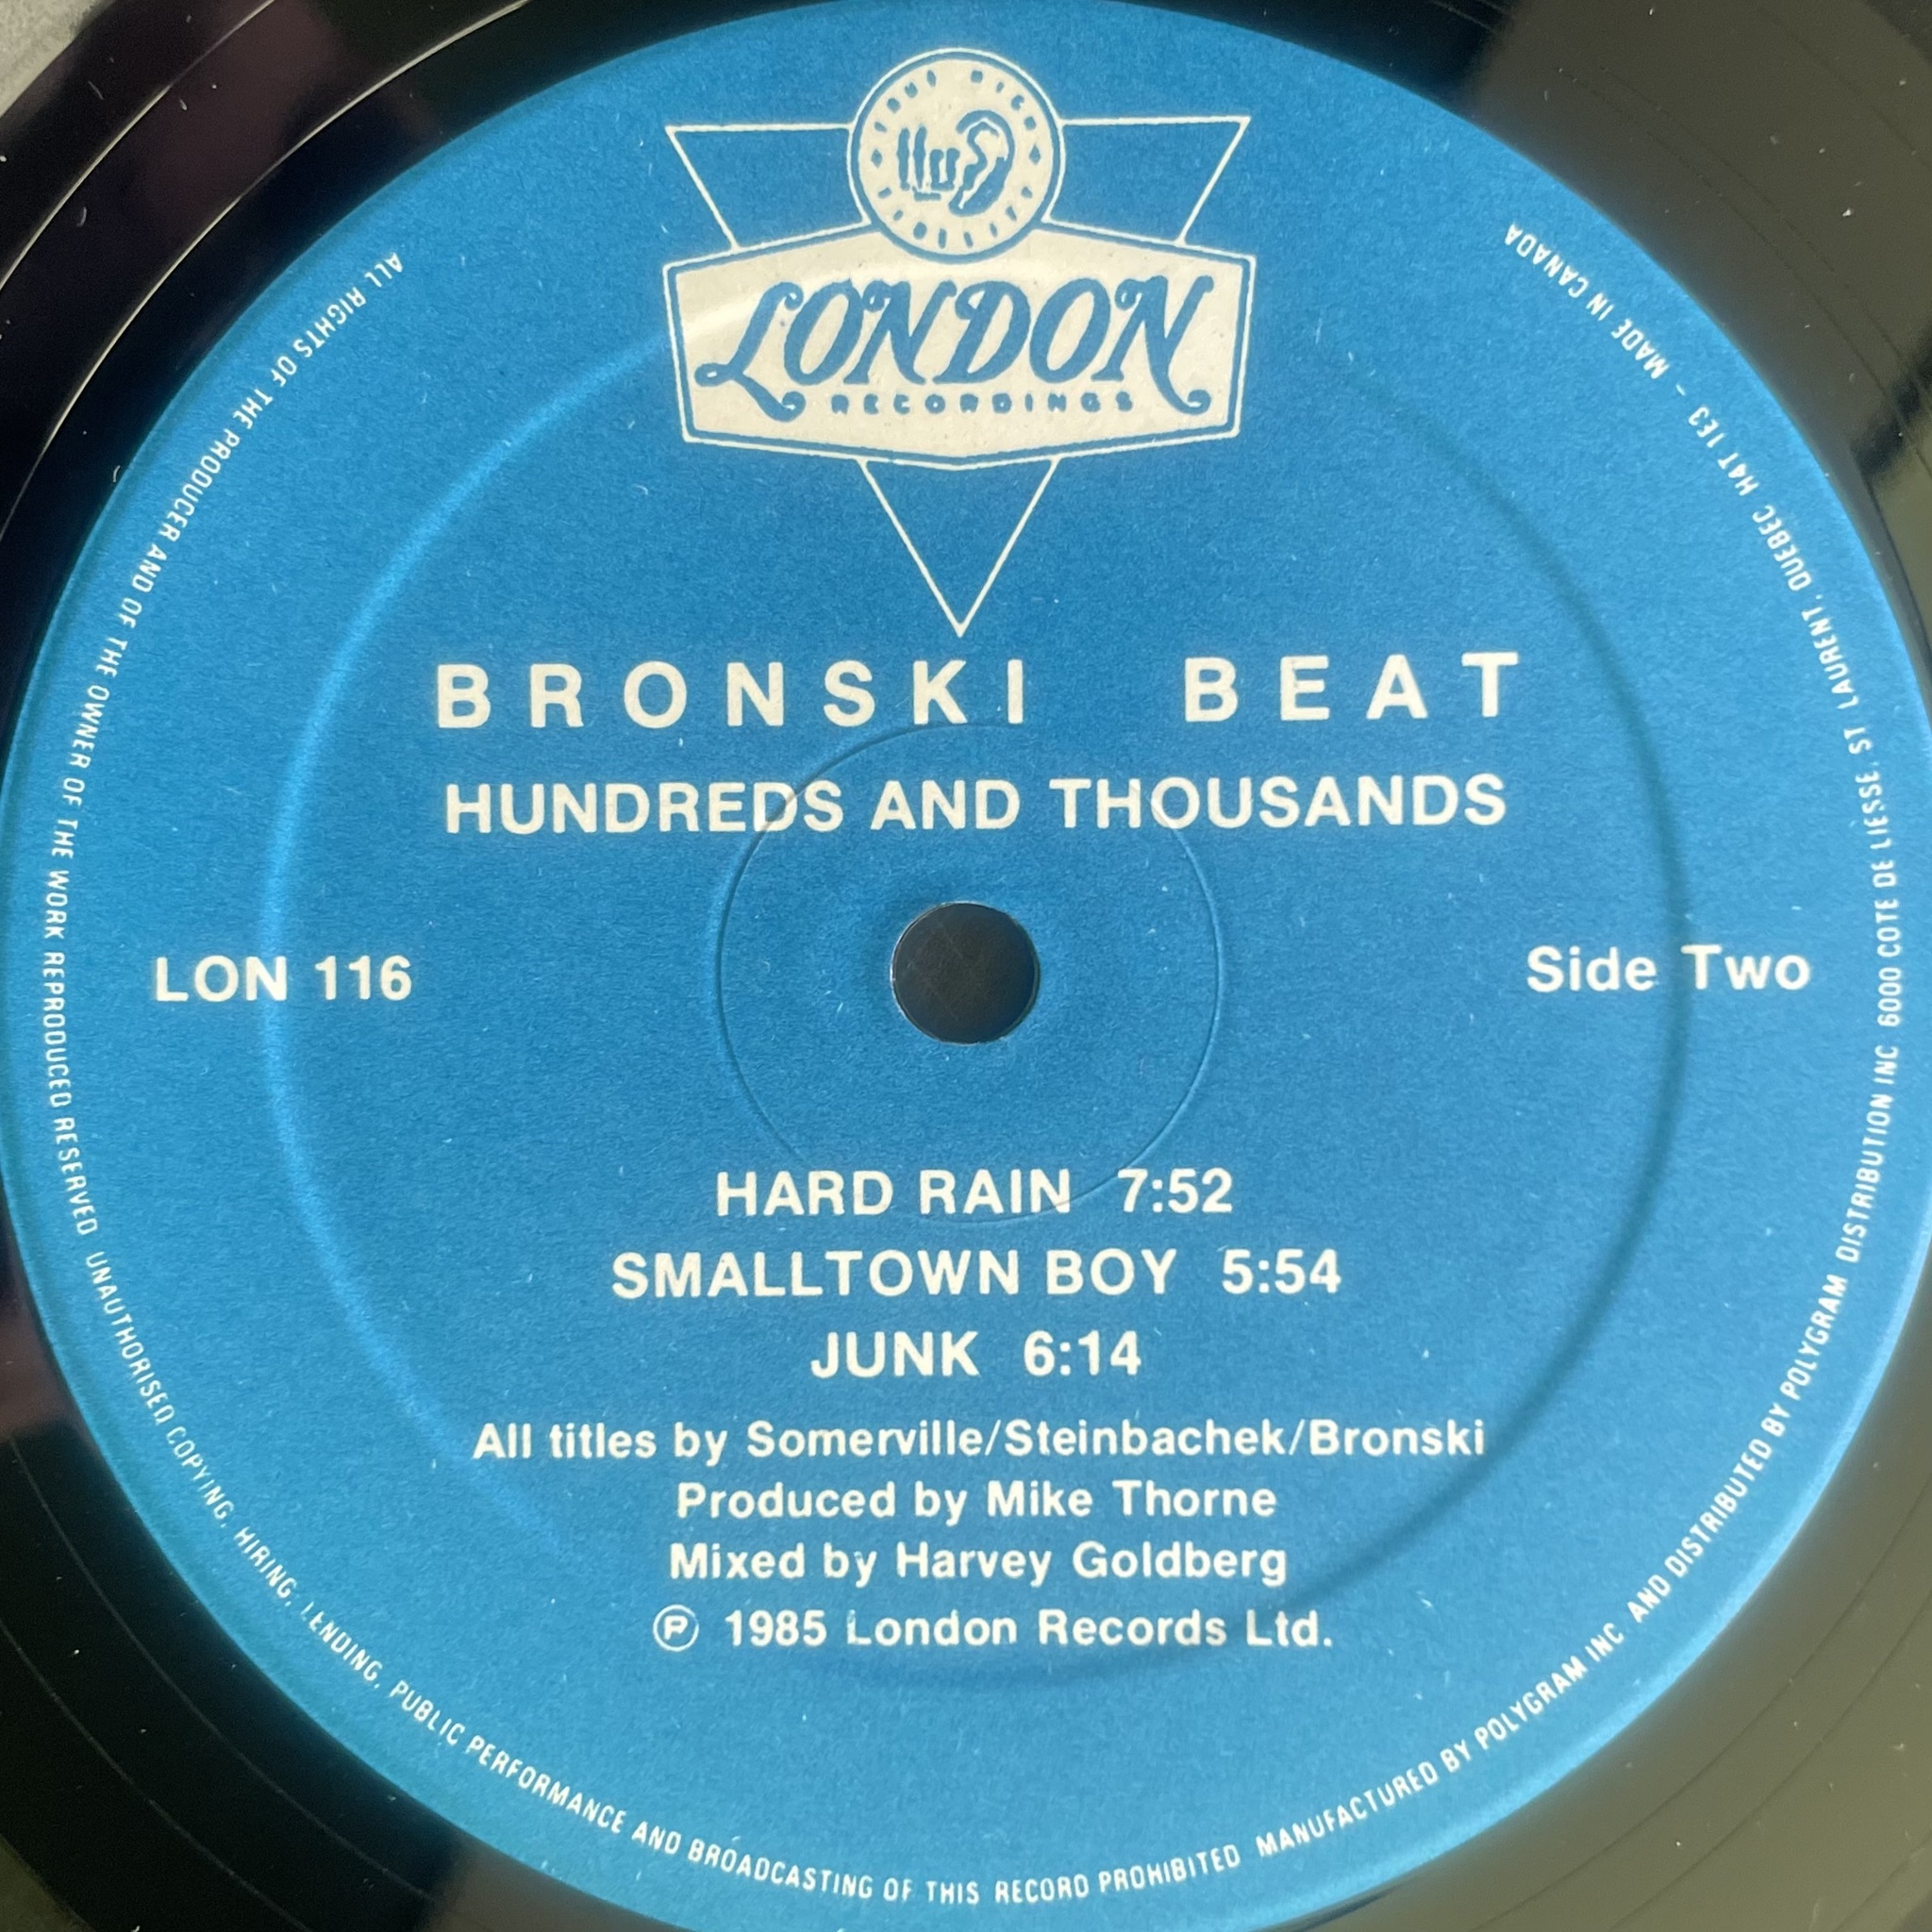 FULL FREQUENCY
LONDON
RECORDINGS
BRONSKI BEAT
HUNDREDS AND THOUSANDS
LON 116
Side Two
HARD RAIN 7:52
SMALLTOWN BOY 5:54
JUNK 6:14
All titles by Somerville/Steinbachek/Bronski
Produced by Mike Thorne
Mixed by Harvey Goldberg
℗ 1985 London Records Ltd.
ALL RIGHTS OF THE PRODUCER AND OF THE OWNER OF THE WORK REPRODUCED RESERVED UNAUTHORISED COPYING, HIRING, LENDING, PUBLIC PERFORMANCE AND BROADCASTING OF THIS RECORD PROHIBITED MANUFACTURED BY POLYGRAM INC AND DISTRIBUTED BY POLYGRAM DISTRIBUTION INC 6000 COTE DE LIESSE, ST LAURENT, QUEBEC H4T 1E3 – MADE IN CANADA